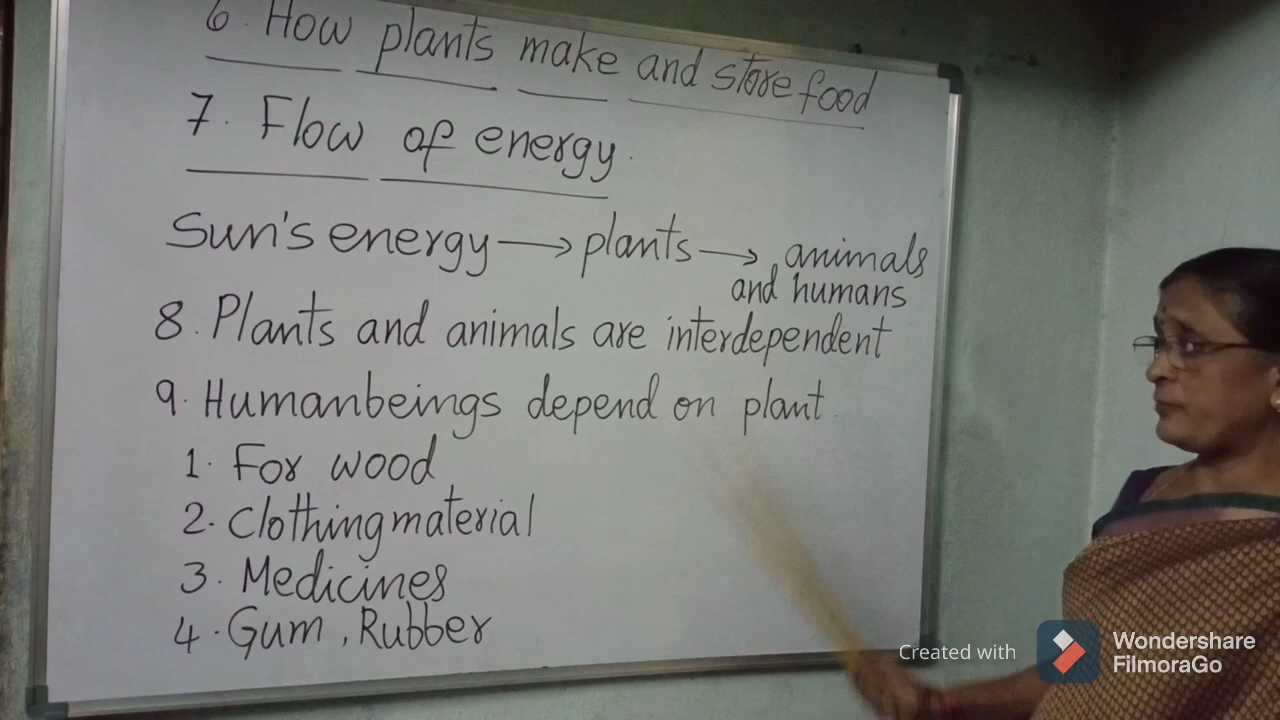 6. How plants make and store food
7. Flow of energy.
Sun's energy → plants → animals
and humans
8. Plants and animals are interdependent
9. Humanbeings depend on plant.
1. For wood
2. Clothingmaterial
3. Medicines
4. Gum, Rubber
Created with
Wondershare
FilmoraGo